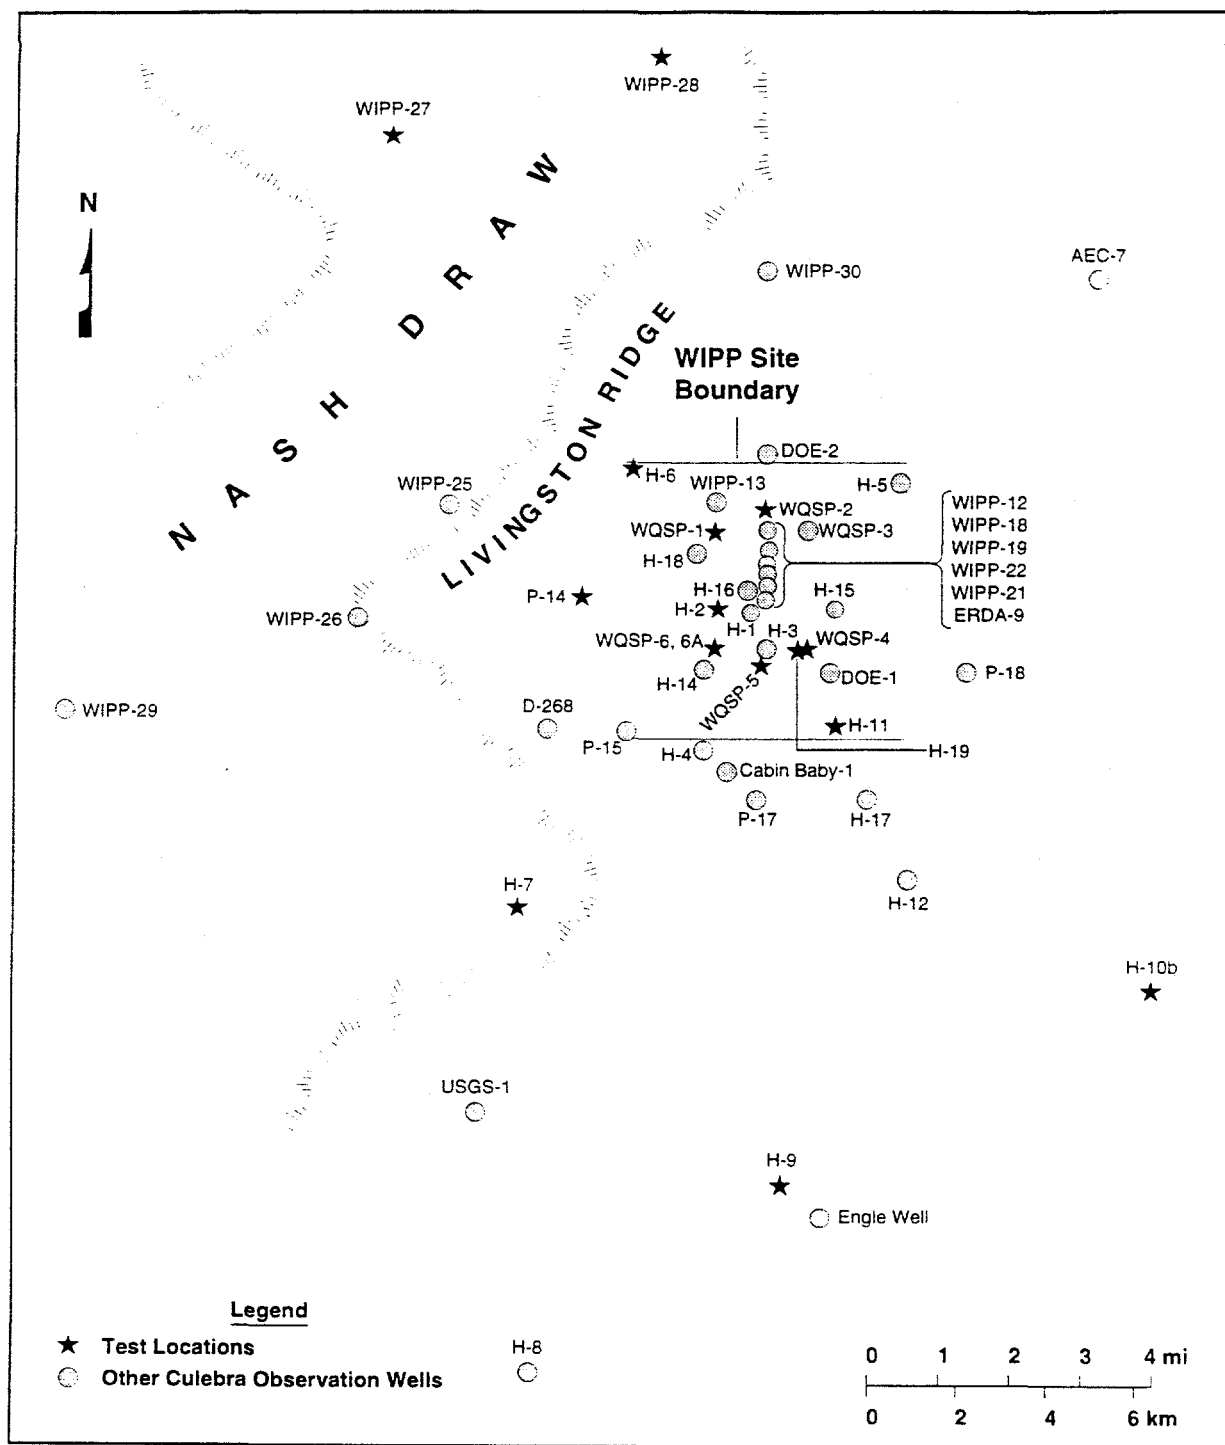 WIPP-28
WIPP-27
N
NASH DRAW
WIPP-30
AEC-7
LIVINGSTON RIDGE
WIPP Site
Boundary
DOE-2
H-6
WIPP-25
WIPP-13
H-5
WIPP-12
WQSP-2
WIPP-18
WQSP-1
WQSP-3
WIPP-19
H-18
WIPP-22
H-16
H-15
WIPP-21
P-14
H-2
ERDA-9
WIPP-26
H-1
H-3
WQSP-6, 6A
WQSP-4
H-14
WQSP-5
DOE-1
P-18
WIPP-29
D-268
H-11
P-15
H-4
H-19
Cabin Baby-1
P-17
H-17
H-7
H-12
H-10b
USGS-1
H-9
Engle Well
Legend
Test Locations
Other Culebra Observation Wells
H-8
0 1 2 3 4 mi
0 2 4 6 km